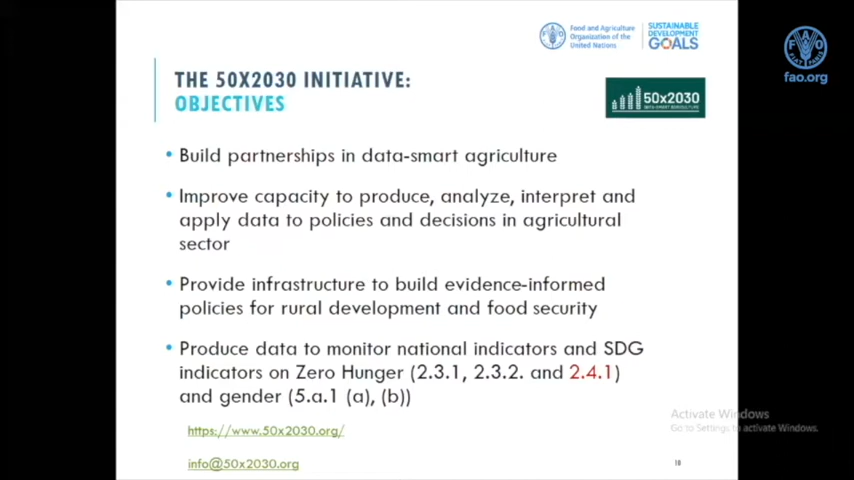 Food and Agriculture
Organization of the
United Nations
SUSTAINABLE
DEVELOPMENT
GOALS
FAO
FIAT PANIS
fao.org
THE 50X2030 INITIATIVE:
OBJECTIVES
50x2030
DATA-SMART AGRICULTURE
• Build partnerships in data-smart agriculture
• Improve capacity to produce, analyze, interpret and
apply data to policies and decisions in agricultural
sector
• Provide infrastructure to build evidence-informed
policies for rural development and food security
• Produce data to monitor national indicators and SDG
indicators on Zero Hunger (2.3.1, 2.3.2. and 2.4.1)
and gender (5.a.1 (a), (b))
https://www.50x2030.org/
info@50x2030.org
Activate Windows
Go to Settings to activate Windows.
18